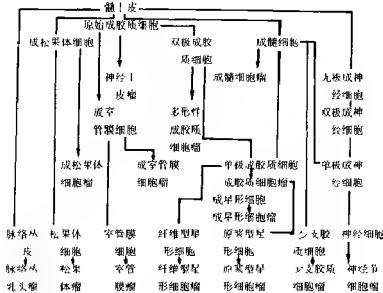 髓上皮
原始成胶质细胞
成松果体细胞
双极成胶
质细胞
成髓细胞
神经上
皮瘤
成髓细胞瘤
无极成神
经细胞
成室
管膜细胞
多形性
成胶质
细胞瘤
双极成神
经细胞
成松果体
细胞瘤
成室管膜
细胞瘤
单极成胶质细胞
成胶质细胞瘤
单极成神
经细胞
成星形细胞
成星形细胞瘤
脉络丛
皮
松果体
细胞
室管膜
细胞
纤维型星
形细胞
原浆型星
形细胞
少支胶
质细胞
神经细胞
脉络丛
乳头瘤
松果
体瘤
室管
膜瘤
纤维型星
形细胞瘤
原浆型星
形细胞瘤
少支胶质
细胞瘤
神经节
细胞瘤